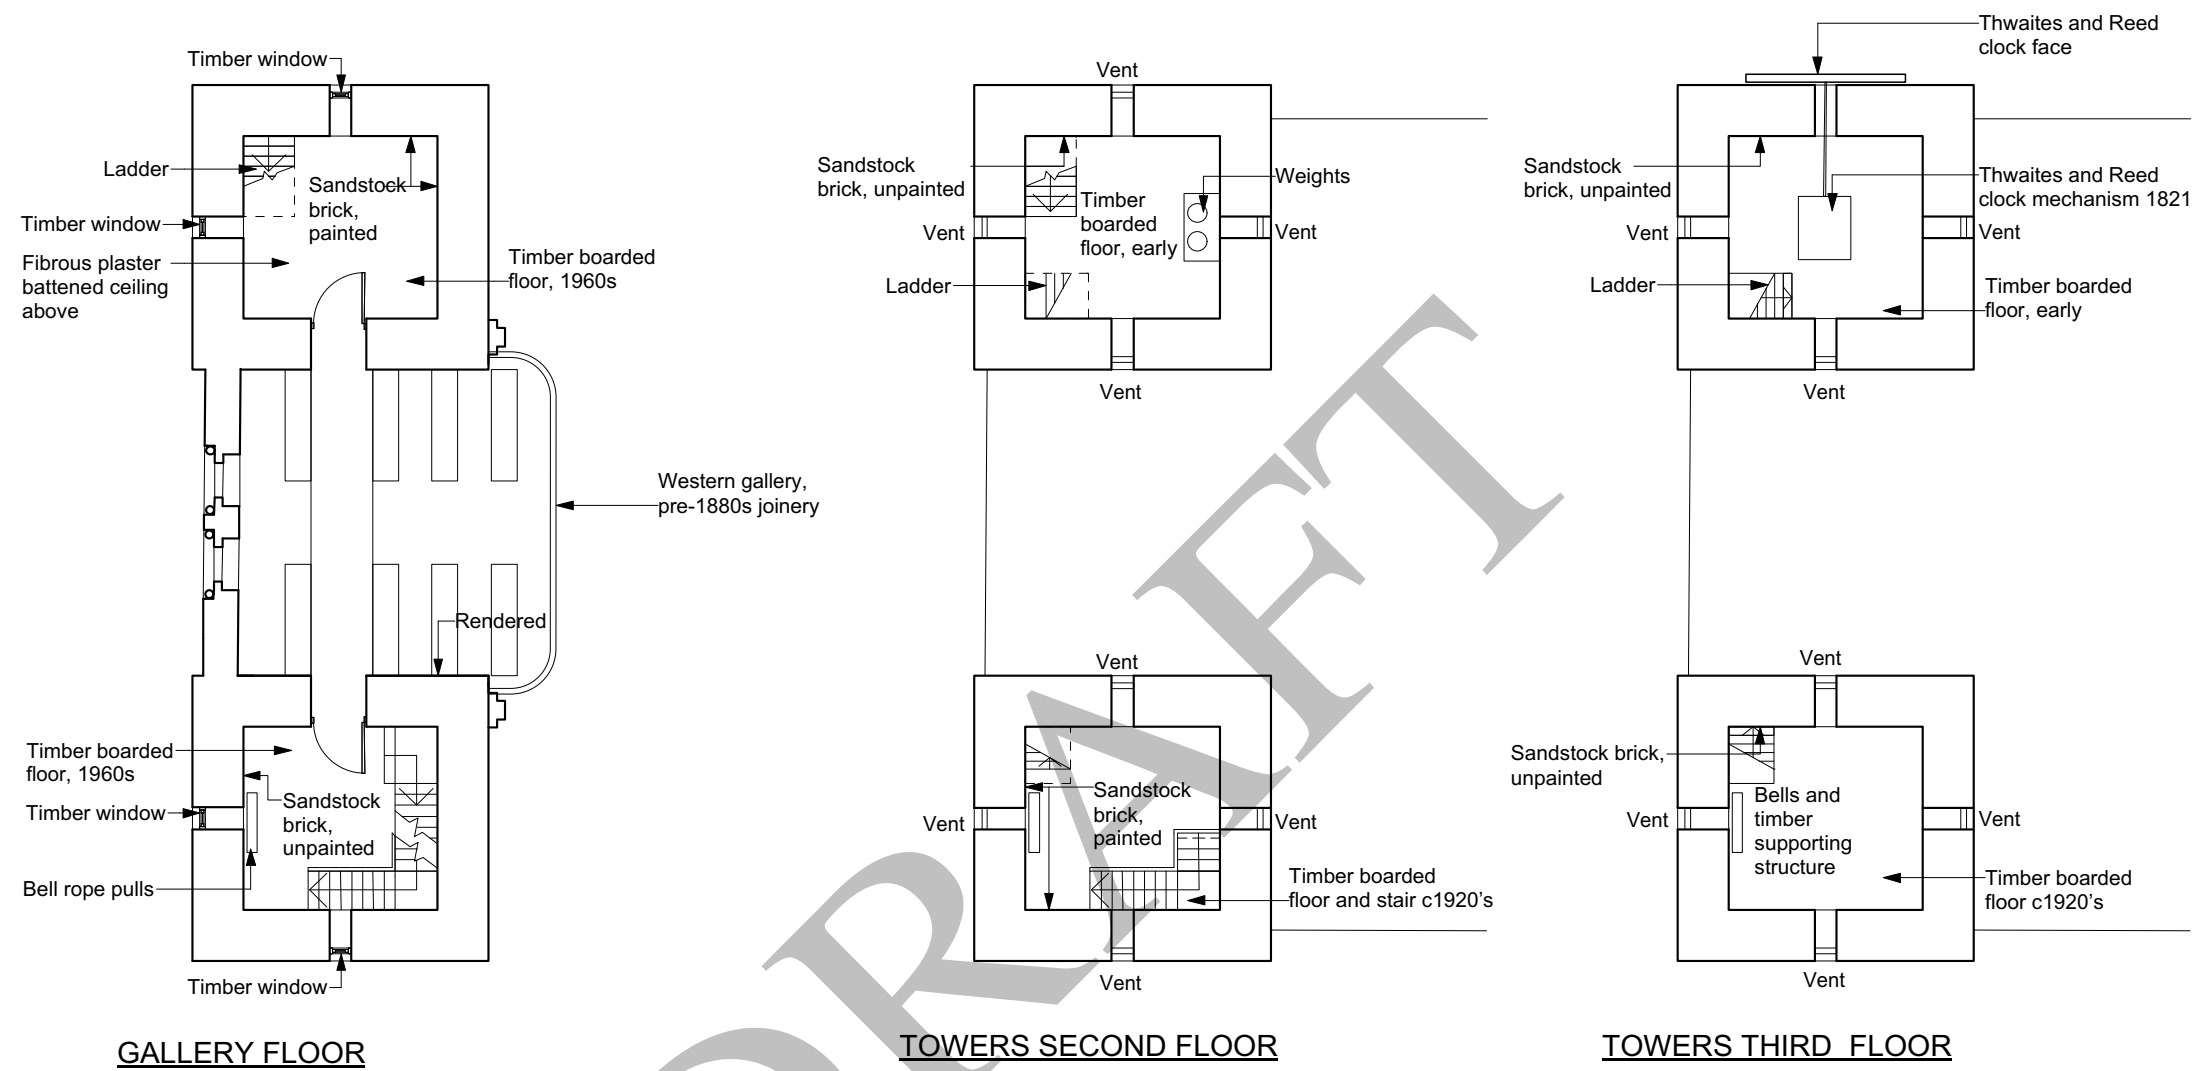 Timber window
Ladder
Sandstock
brick,
painted
Timber window
Fibrous plaster
battened ceiling
above
Timber boarded
floor, 1960s
Western gallery,
pre-1880s joinery
Rendered
Timber boarded
floor, 1960s
Timber window
Sandstock
brick,
unpainted
Bell rope pulls
Timber window
GALLERY FLOOR
Vent
Sandstock
brick, unpainted
Weights
Timber
boarded
floor, early
Vent
Vent
Ladder
Vent
Vent
Sandstock
brick,
painted
Vent
Vent
Timber boarded
floor and stair c1920's
Vent
TOWERS SECOND FLOOR
Thwaites and Reed
clock face
Sandstock
brick, unpainted
Thwaites and Reed
clock mechanism 1821
Vent
Vent
Ladder
Timber boarded
floor, early
Vent
Vent
Sandstock brick,
unpainted
Bells and
timber
supporting
structure
Vent
Vent
Timber boarded
floor c1920's
Vent
TOWERS THIRD FLOOR
DRAFT